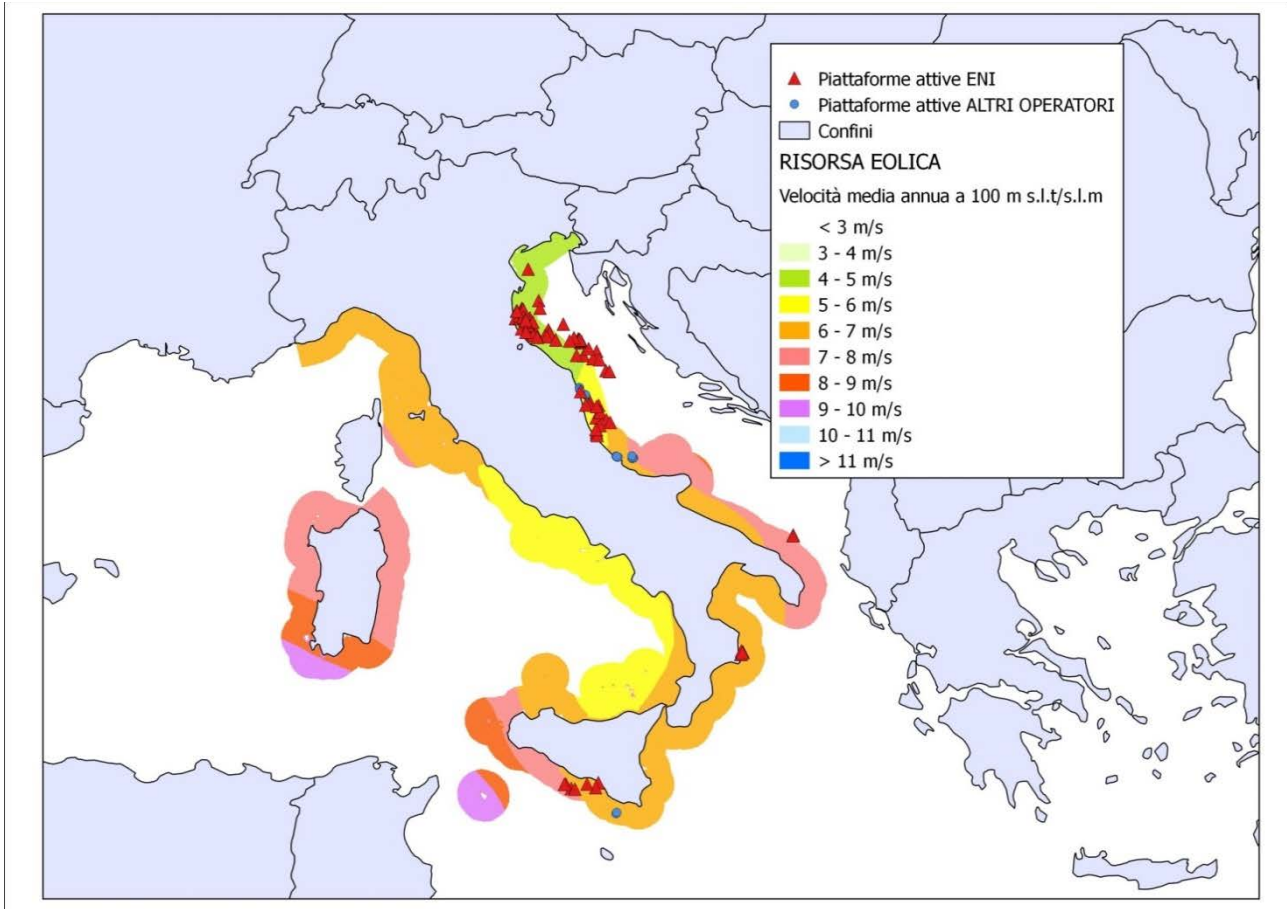 Piattaforme attive ENI
Piattaforme attive ALTRI OPERATORI
Confini
RISORSA EOLICA
Velocità media annua a 100 m s.l.t/s.l.m
< 3 m/s
3 - 4 m/s
4 - 5 m/s
5 - 6 m/s
6 - 7 m/s
7 - 8 m/s
8 - 9 m/s
9 - 10 m/s
10 - 11 m/s
> 11 m/s